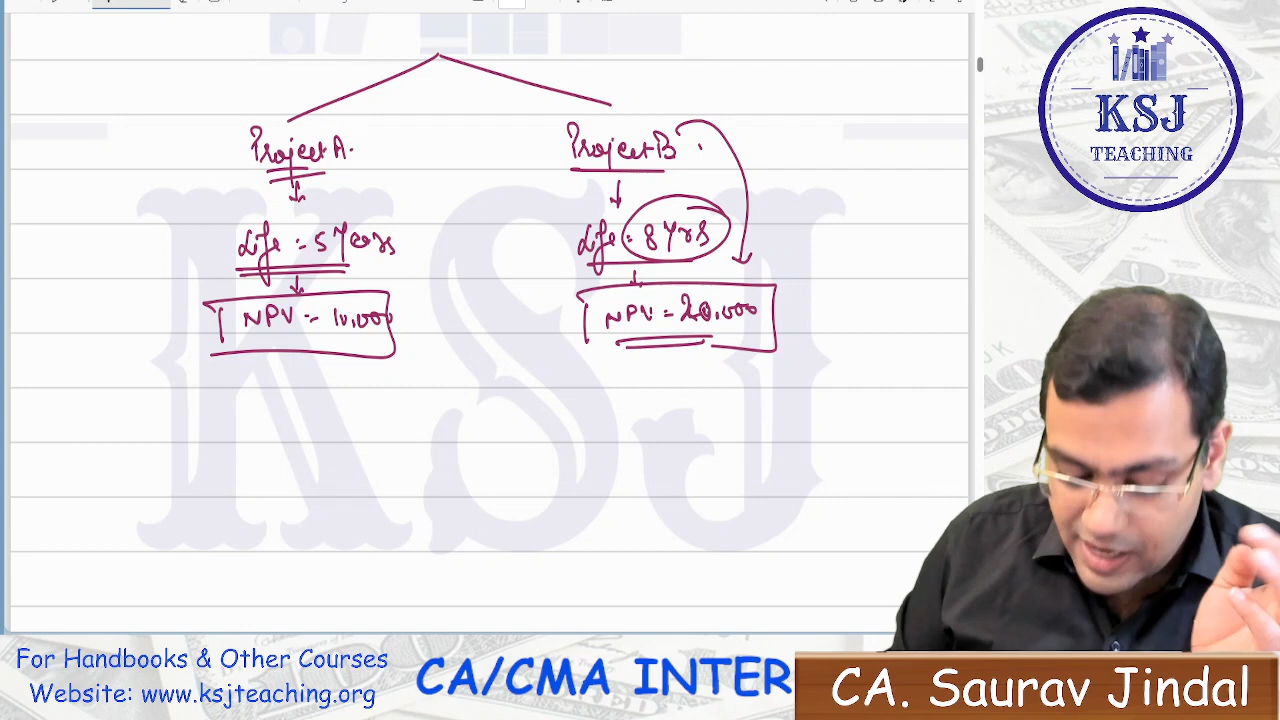 Project A.
Project B
Life = 5 Years
Life = 8 Yrs
NPV = 10,000
NPV = 20,000
KSJ
KSJ
TEACHING
For Handbooks & Other Courses
Website: www.ksjteaching.org
CA/CMA INTER
CA. Saurav Jindal